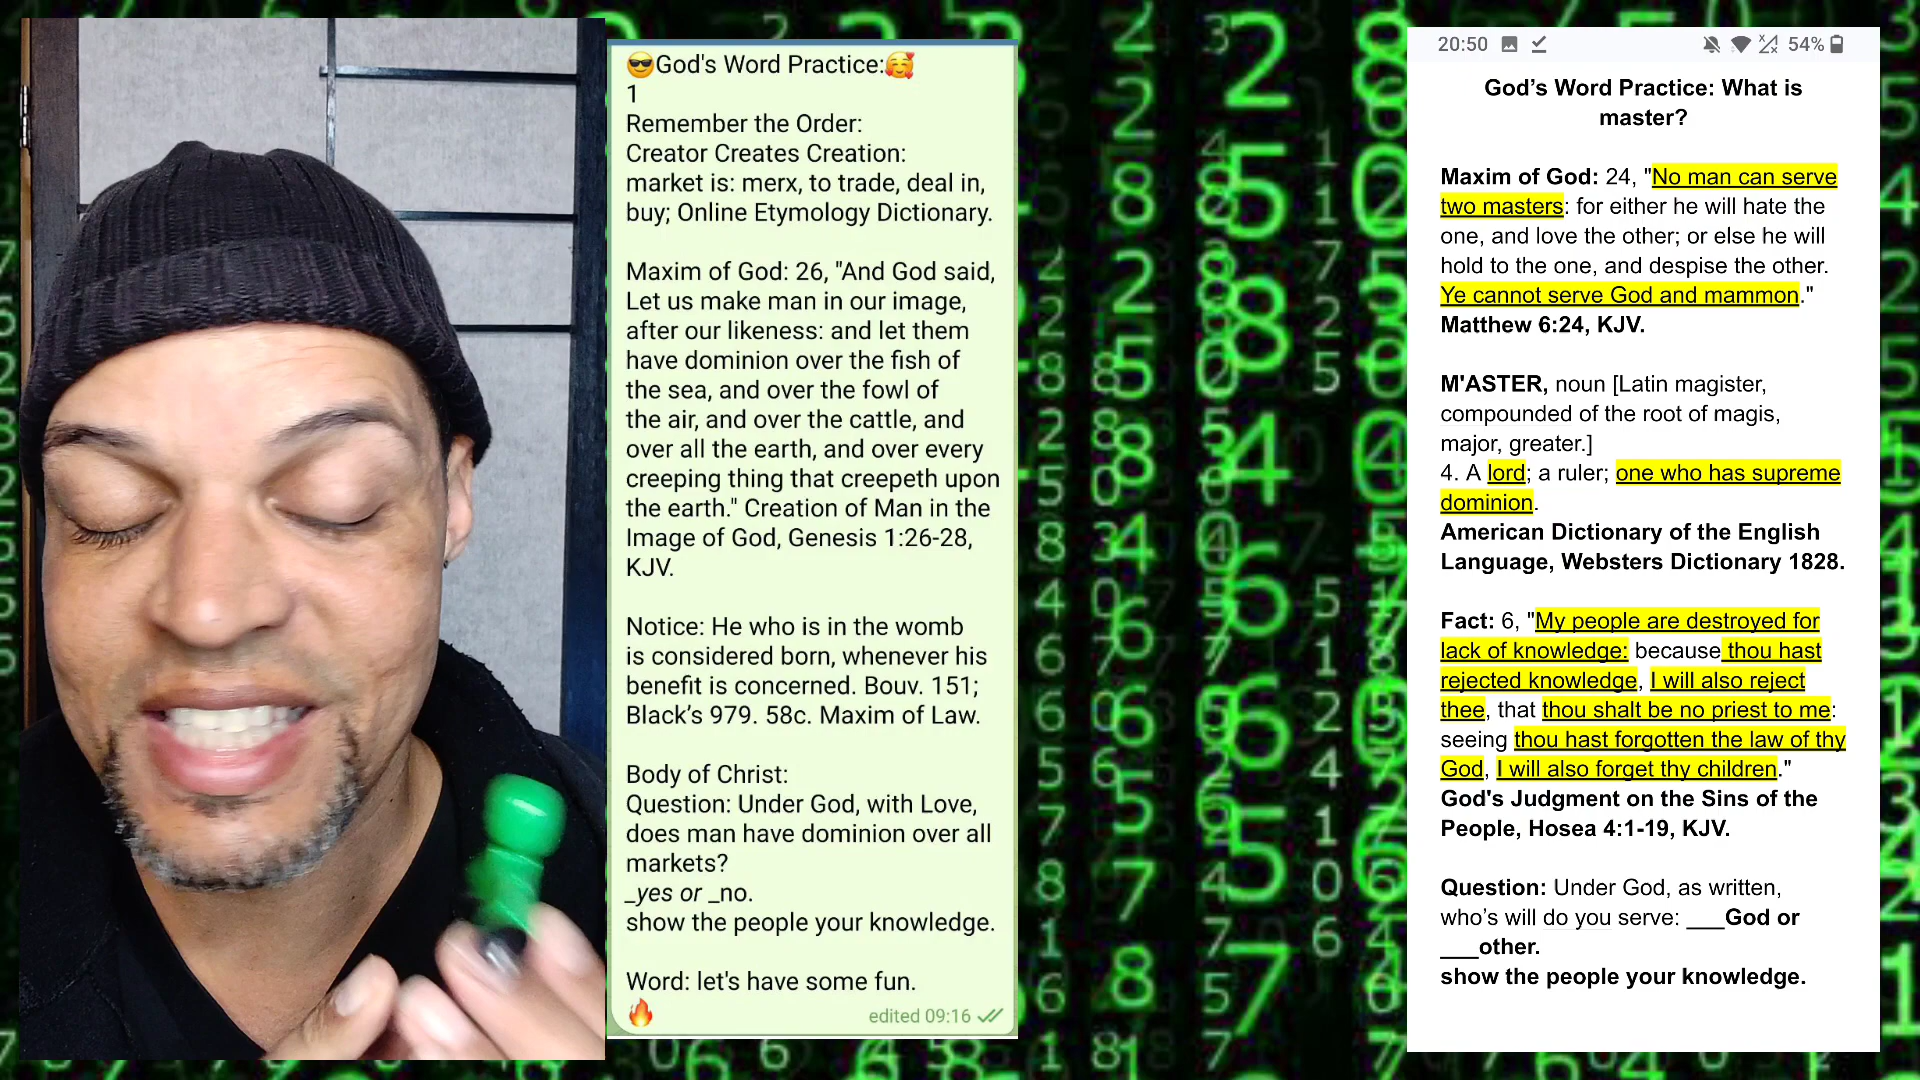 😎God's Word Practice:🥰
1
Remember the Order:
Creator Creates Creation:
market is: merx, to trade, deal in,
buy; Online Etymology Dictionary.
Maxim of God: 26, "And God said,
Let us make man in our image,
after our likeness: and let them
have dominion over the fish of
the sea, and over the fowl of
the air, and over the cattle, and
over all the earth, and over every
creeping thing that creepeth upon
the earth." Creation of Man in the
Image of God, Genesis 1:26-28,
KJV.
Notice: He who is in the womb
is considered born, whenever his
benefit is concerned. Bouv. 151;
Black’s 979. 58c. Maxim of Law.
Body of Christ:
Question: Under God, with Love,
does man have dominion over all
markets?
_yes or _no.
show the people your knowledge.
Word: let's have some fun.
🔥
edited 09:16
20:50
54%
God’s Word Practice: What is
master?
Maxim of God: 24, "No man can serve
two masters: for either he will hate the
one, and love the other; or else he will
hold to the one, and despise the other.
Ye cannot serve God and mammon."
Matthew 6:24, KJV.
M'ASTER, noun [Latin magister,
compounded of the root of magis,
major, greater.]
4. A lord; a ruler; one who has supreme
dominion.
American Dictionary of the English
Language, Websters Dictionary 1828.
Fact: 6, "My people are destroyed for
lack of knowledge: because thou hast
rejected knowledge, I will also reject
thee, that thou shalt be no priest to me:
seeing thou hast forgotten the law of thy
God, I will also forget thy children."
God's Judgment on the Sins of the
People, Hosea 4:1-19, KJV.
Question: Under God, as written,
who’s will do you serve: ___God or
___other.
show the people your knowledge.